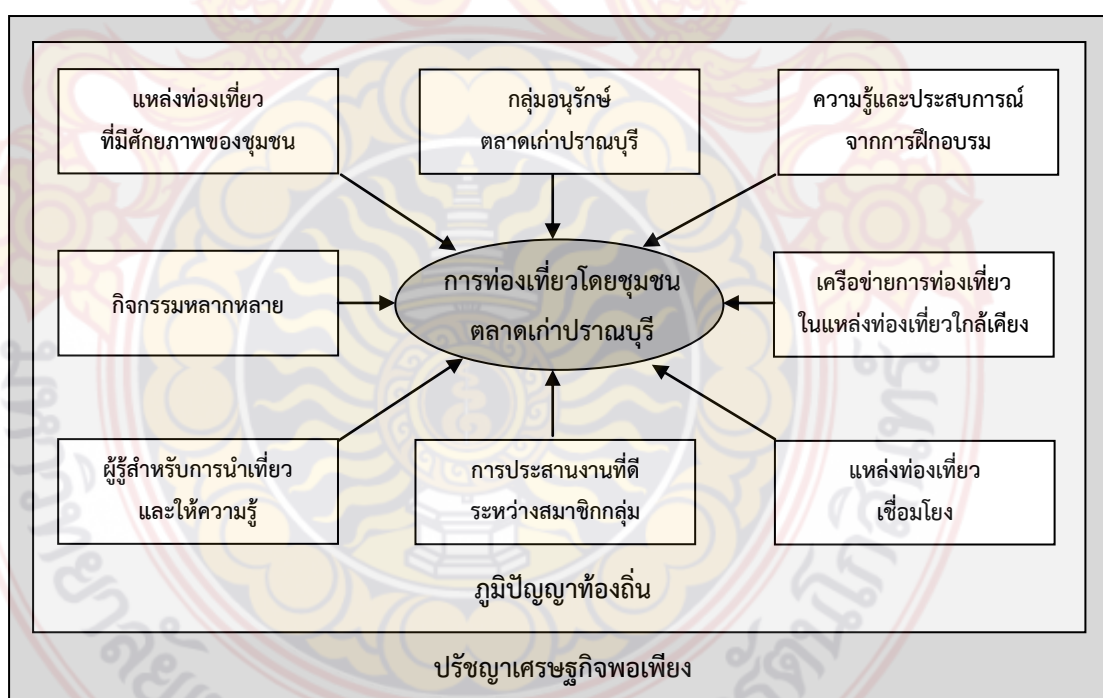 แหล่งท่องเที่ยว
ที่มีศักยภาพของชุมชน
กลุ่มอนุรักษ์
ตลาดเก่าปราณบุรี
ความรู้และประสบการณ์
จากการฝึกอบรม
กิจกรรมหลากหลาย
การท่องเที่ยวโดยชุมชน
ตลาดเก่าปราณบุรี
เครือข่ายการท่องเที่ยว
ในแหล่งท่องเที่ยวใกล้เคียง
ผู้รู้สำหรับการนำเที่ยว
และให้ความรู้
การประสานงานที่ดี
ระหว่างสมาชิกกลุ่ม
แหล่งท่องเที่ยว
เชื่อมโยง
ภูมิปัญญาท้องถิ่น
ปรัชญาเศรษฐกิจพอเพียง